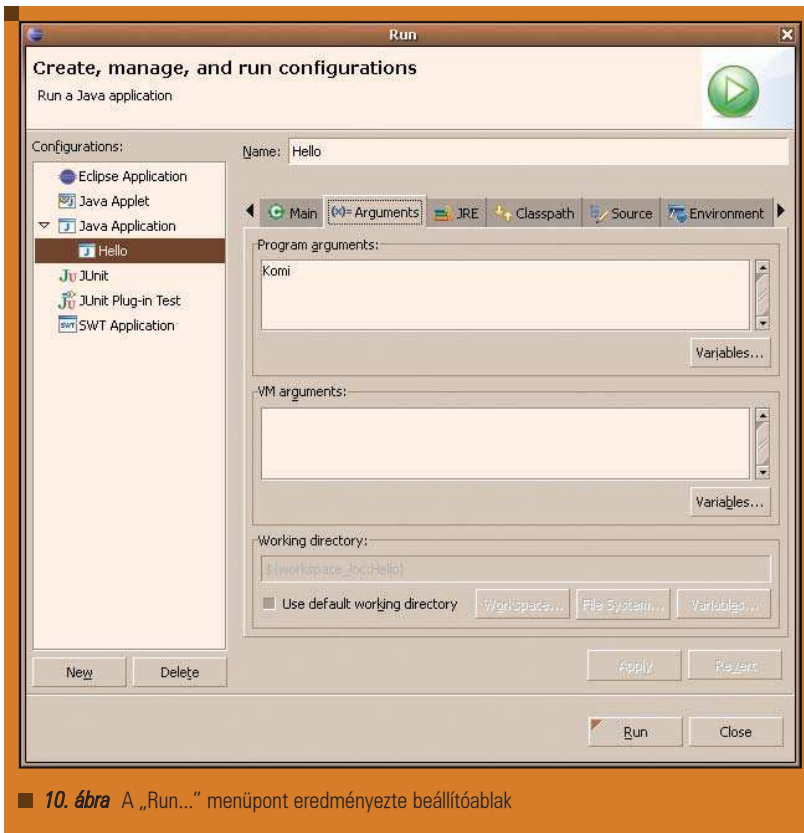 Run
Create, manage, and run configurations
Run a Java application
Configurations:
Eclipse Application
Java Applet
Java Application
Hello
JUnit
JUnit Plug-in Test
SWT Application
New
Delete
Name: Hello
Main
(x)= Arguments
JRE
Classpath
Source
Environment
Program arguments:
Komi
Variables...
VM arguments:
Variables...
Working directory:
${workspace_loc:Hello}
Use default working directory
Workspace...
File System...
Variables...
Apply
Revert
Run
Close
10. ábra A „Run...” menüpont eredményezte beállítóablak